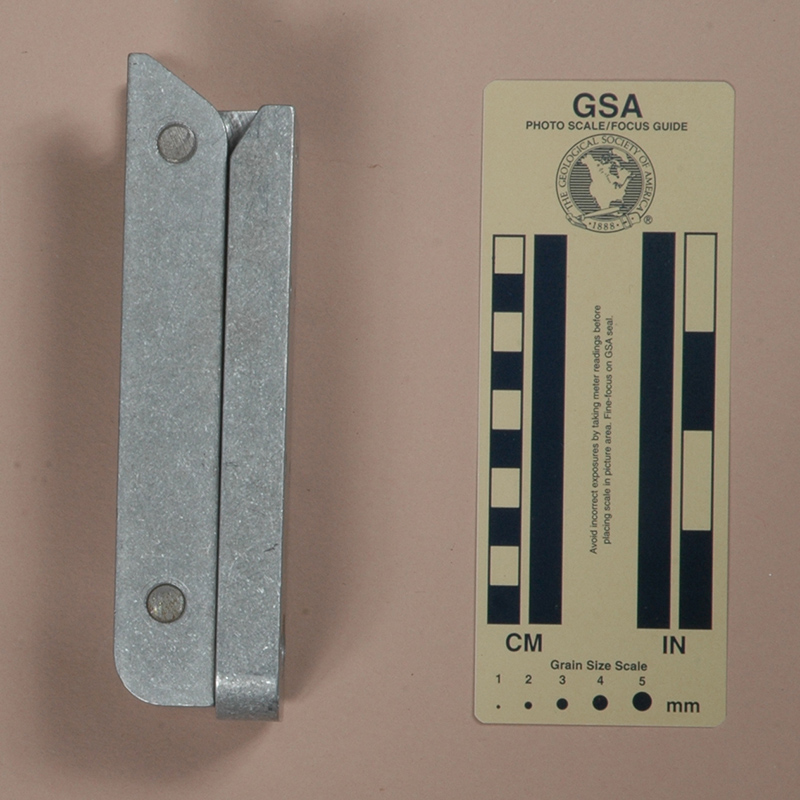 GSA
PHOTO SCALE/FOCUS GUIDE
THE GEOLOGICAL SOCIETY OF AMERICA
·1888·
®
Avoid incorrect exposures by taking meter readings before
placing scale in picture area. Fine-focus on GSA seal.
CM IN
Grain Size Scale
1 2 3 4 5
mm